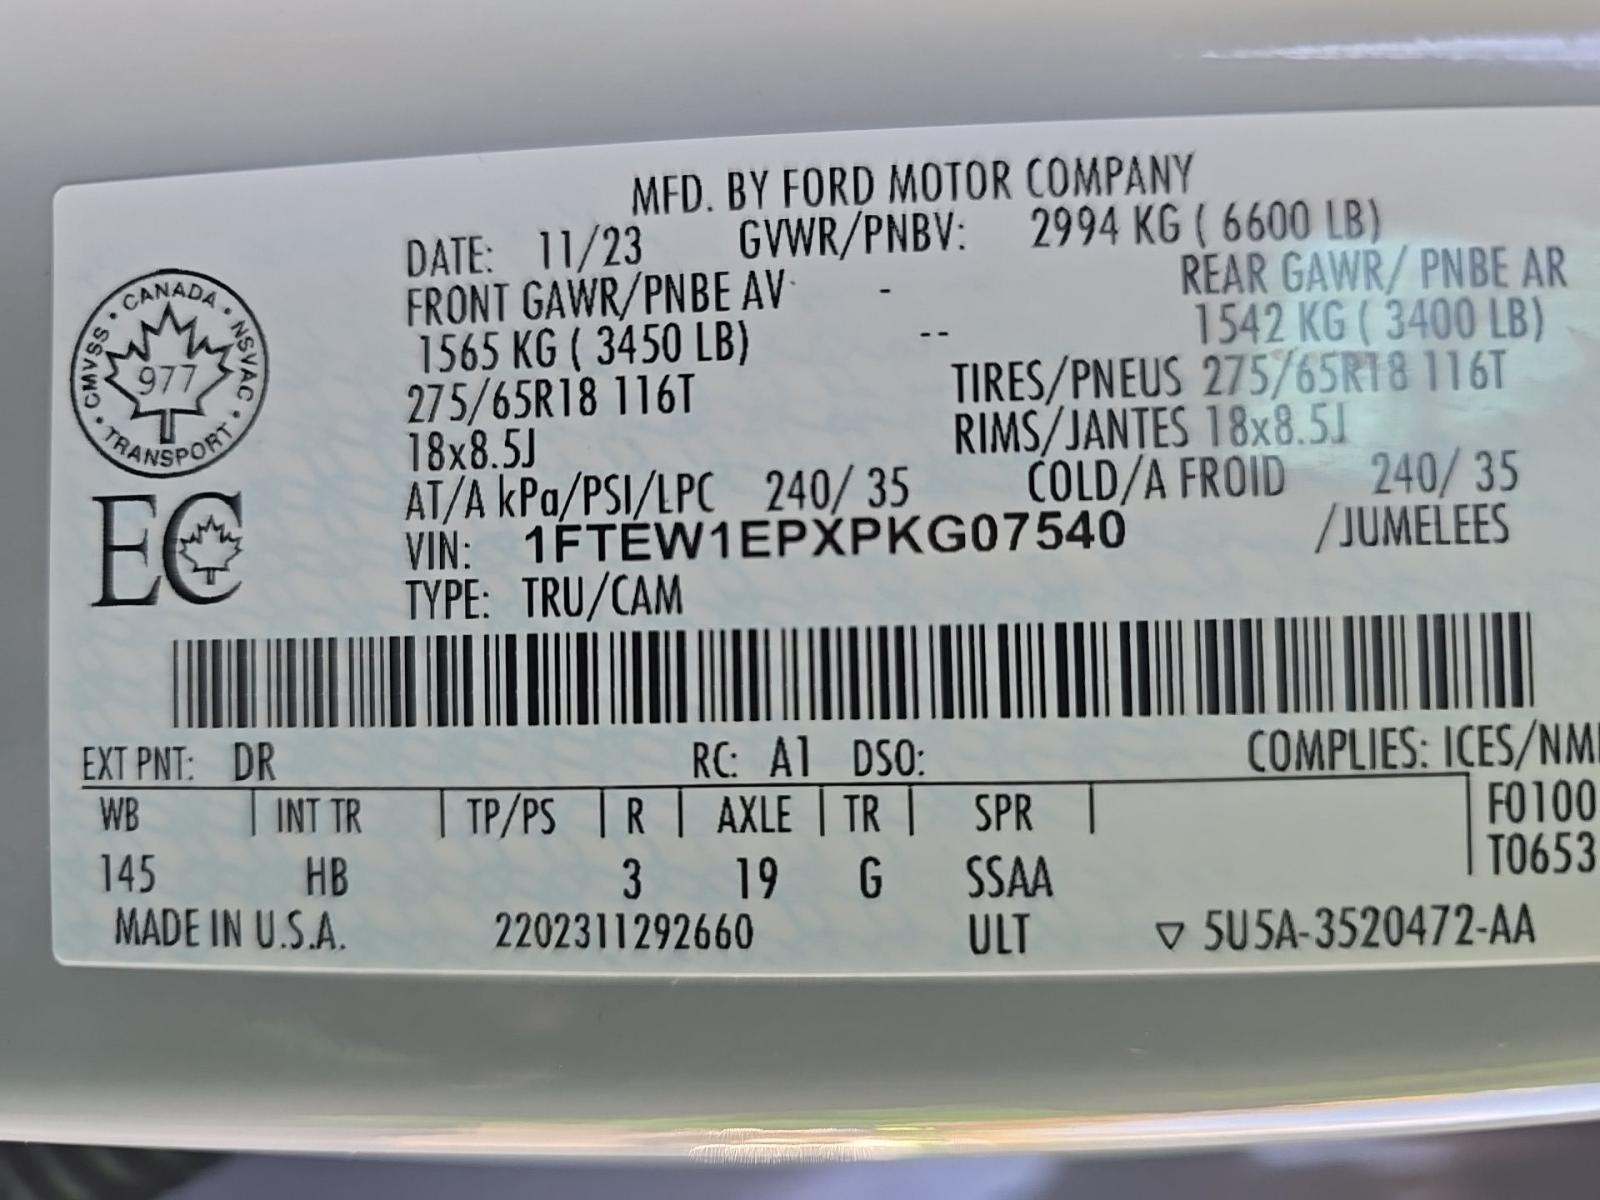 MFD. BY FORD MOTOR COMPANY
DATE: 11/23 GVWR/PNBV: 2994 KG ( 6600 LB)
FRONT GAWR/PNBE AV - REAR GAWR/ PNBE AR
1565 KG ( 3450 LB) -- 1542 KG ( 3400 LB)
275/65R18 116T TIRES/PNEUS 275/65R18 116T
18x8.5J RIMS/JANTES 18x8.5J
AT/A kPa/PSI/LPC 240/ 35 COLD/A FROID 240/ 35
VIN: 1FTEW1EPXPKG07540 /JUMELEES
TYPE: TRU/CAM
CANADA · NSVAC · TRANSPORT · CMVSS ·
977
EC
EXT PNT: DR RC: A1 DSO: COMPLIES: ICES/NM
WB | INT TR | TP/PS | R | AXLE | TR | SPR | F0100
T0653
145 HB 3 19 G SSAA
MADE IN U.S.A. 2202311292660 ULT ▽ 5U5A-3520472-AA